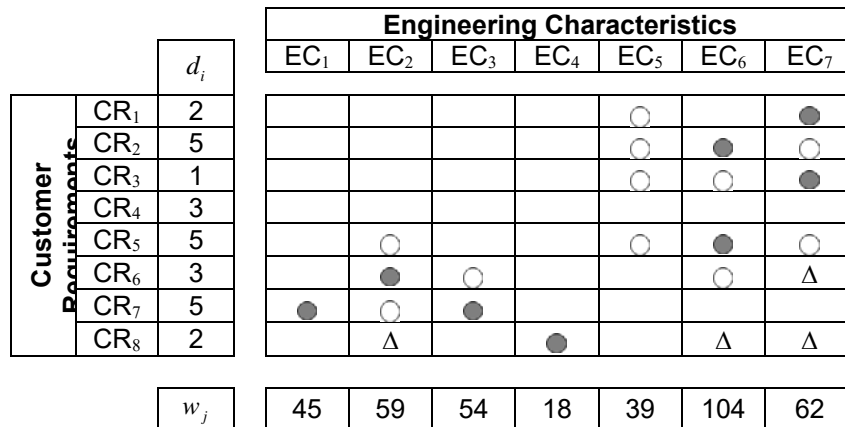 Engineering Characteristics
d_i EC₁ EC₂ EC₃ EC₄ EC₅ EC₆ EC₇
Customer Requirements
CR₁ 2 ○ ●
CR₂ 5 ○ ● ○
CR₃ 1 ○ ○ ●
CR₄ 3
CR₅ 5 ○ ○ ● ○
CR₆ 3 ● ○ ○ Δ
CR₇ 5 ● ○ ●
CR₈ 2 Δ ● Δ Δ
w_j 45 59 54 18 39 104 62